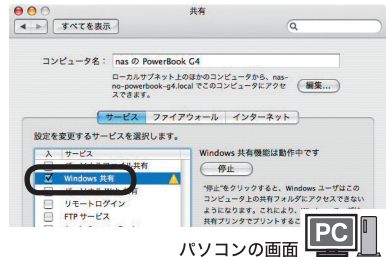 共有
すべてを表示
コンピュータ名： nas の PowerBook G4
ローカルサブネット上のほかのコンピュータから、nas-
no-powerbook-g4.local でこのコンピュータにアクセ
スできます。
編集...
サービス ファイアウォール インターネット
設定を変更するサービスを選択します。
入 サービス
共有
Windows 共有
リモートログイン
FTP サービス
Windows 共有機能は動作中です
停止
"停止"をクリックすると、Windows ユーザはこの
コンピュータ上の共有フォルダにアクセスできない
ようになります。これにより、
共有プリンタでプリントするこ
パソコンの画面
PC